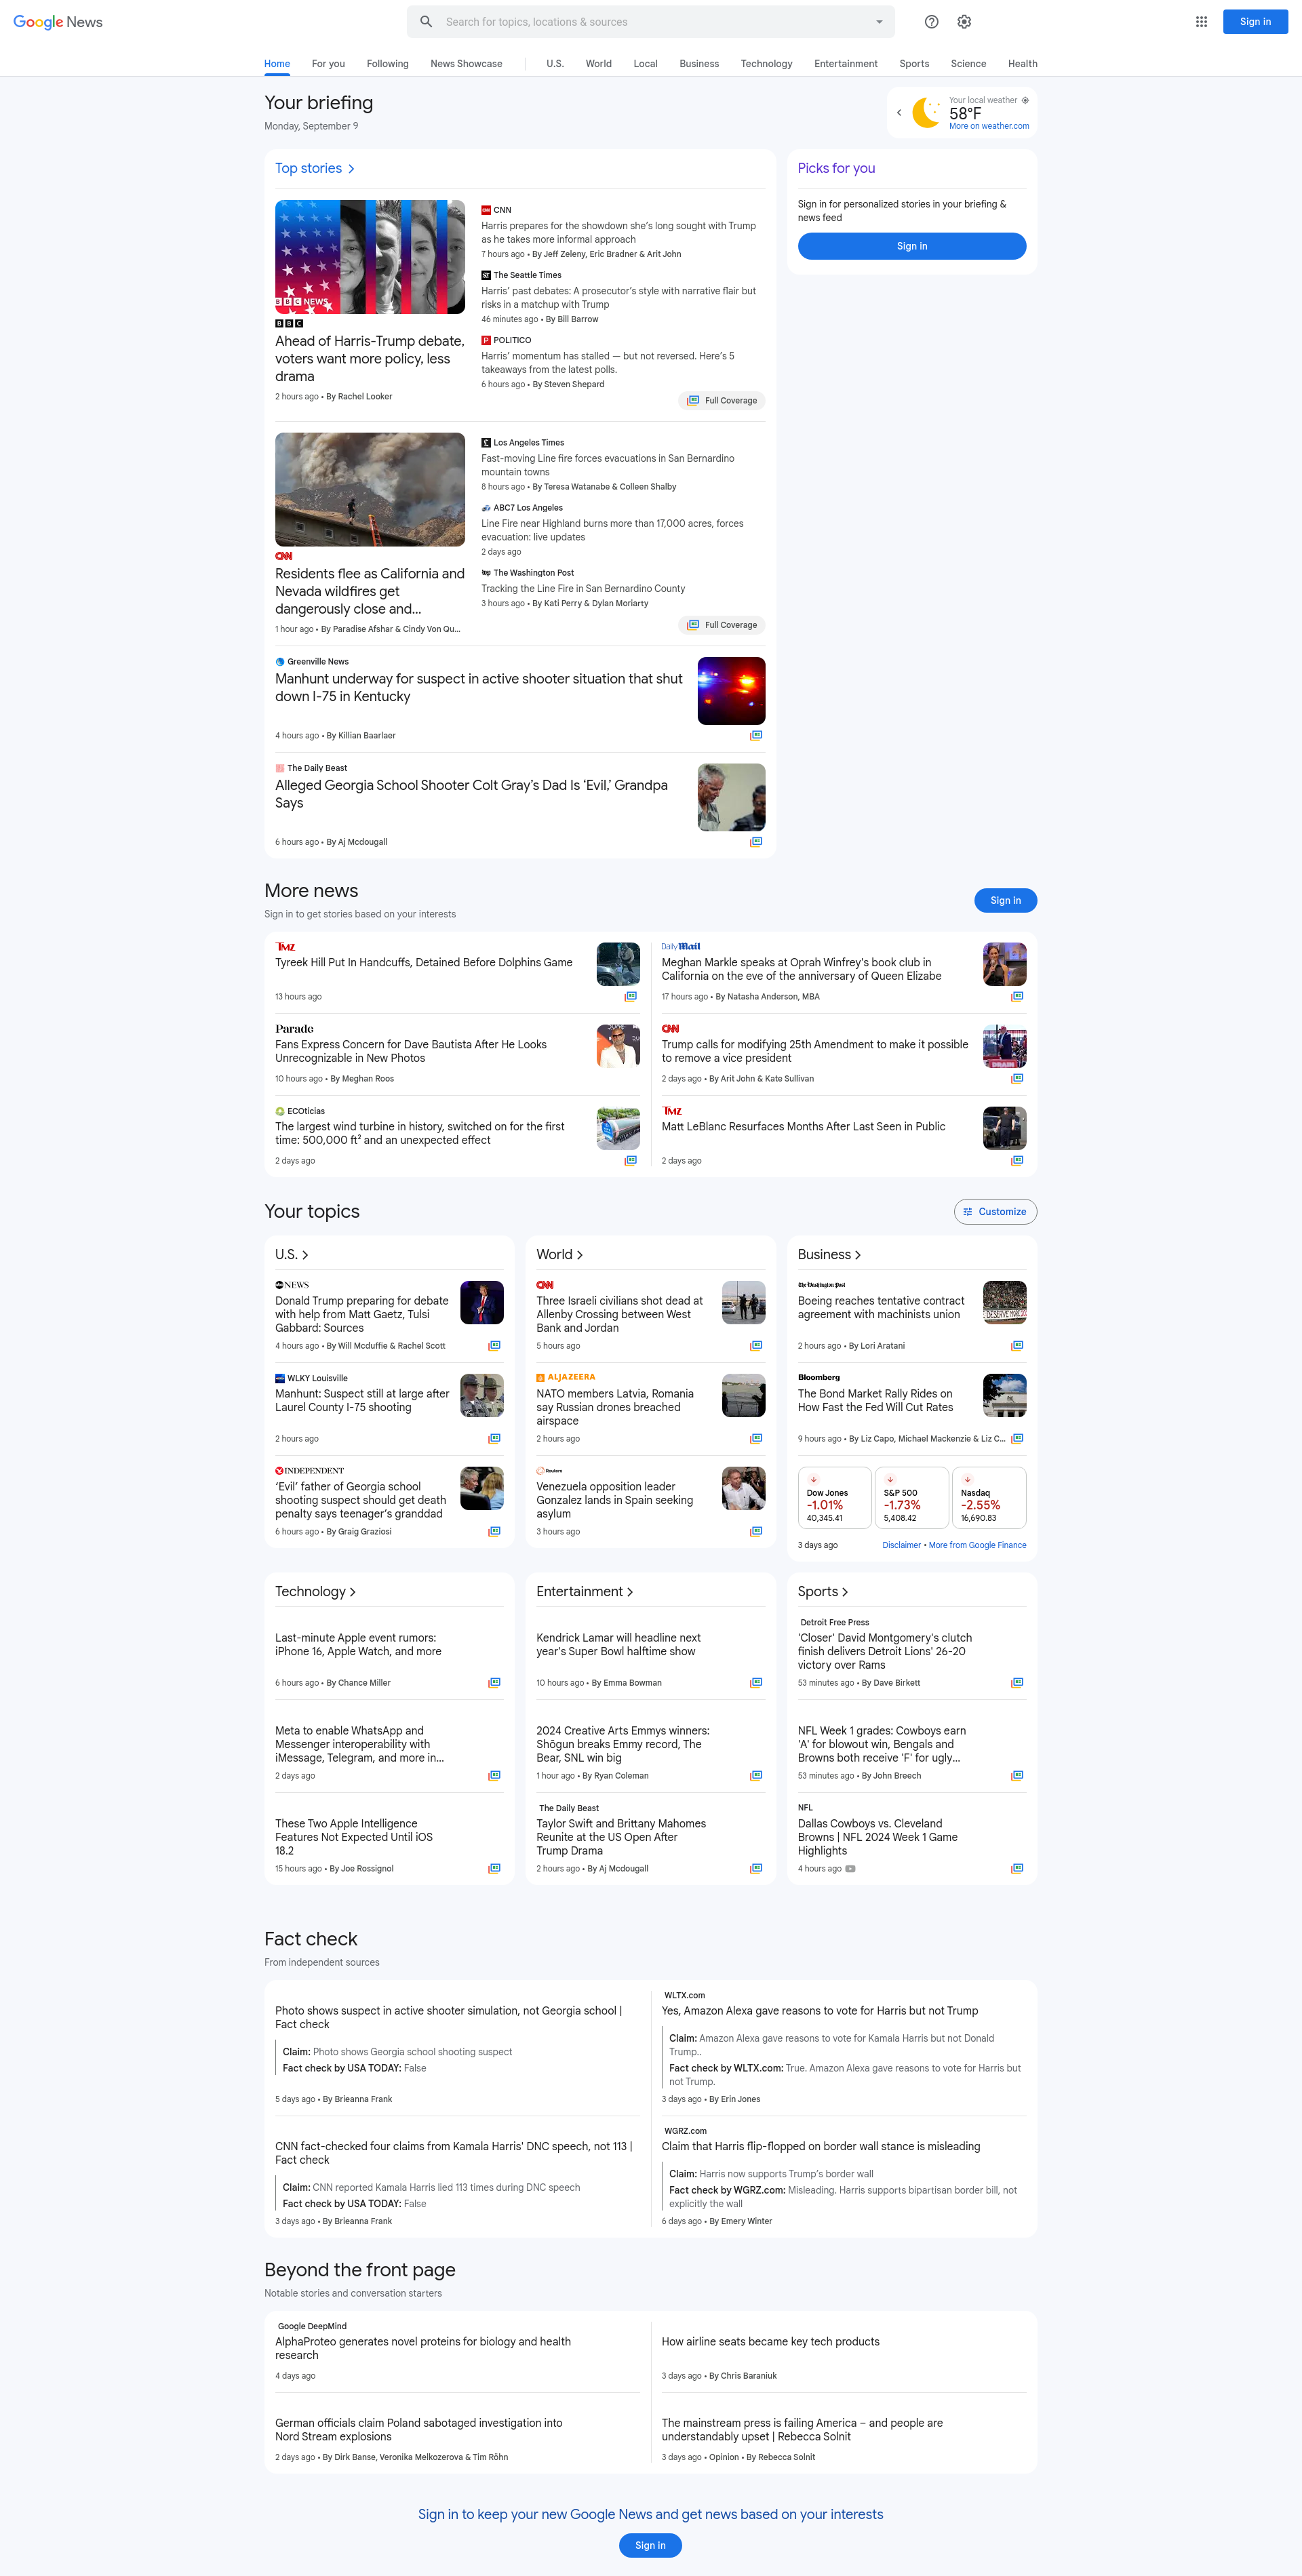 Google News
Search for topics, locations & sources
Sign in
Home
For you
Following
News Showcase
U.S.
World
Local
Business
Technology
Entertainment
Sports
Science
Health
Your briefing
Monday, September 9
Your local weather
58°F
More on weather.com
Top stories
BBC NEWS
BBC
Ahead of Harris-Trump debate,
voters want more policy, less
drama
2 hours ago • By Rachel Looker
CNN
Harris prepares for the showdown she’s long sought with Trump
as he takes more informal approach
7 hours ago • By Jeff Zeleny, Eric Bradner & Arit John
The Seattle Times
Harris’ past debates: A prosecutor’s style with narrative flair but
risks in a matchup with Trump
46 minutes ago • By Bill Barrow
POLITICO
Harris’ momentum has stalled — but not reversed. Here’s 5
takeaways from the latest polls.
6 hours ago • By Steven Shepard
Full Coverage
CNN
Residents flee as California and
Nevada wildfires get
dangerously close and...
1 hour ago • By Paradise Afshar & Cindy Von Qu...
Los Angeles Times
Fast-moving Line fire forces evacuations in San Bernardino
mountain towns
8 hours ago • By Teresa Watanabe & Colleen Shalby
ABC7 Los Angeles
Line Fire near Highland burns more than 17,000 acres, forces
evacuation: live updates
2 days ago
The Washington Post
Tracking the Line Fire in San Bernardino County
3 hours ago • By Kati Perry & Dylan Moriarty
Full Coverage
Greenville News
Manhunt underway for suspect in active shooter situation that shut
down I-75 in Kentucky
4 hours ago • By Killian Baarlaer
The Daily Beast
Alleged Georgia School Shooter Colt Gray’s Dad Is ‘Evil,’ Grandpa
Says
6 hours ago • By Aj Mcdougall
Picks for you
Sign in for personalized stories in your briefing &
news feed
Sign in
More news
Sign in to get stories based on your interests
Sign in
TMZ
Tyreek Hill Put In Handcuffs, Detained Before Dolphins Game
13 hours ago
Daily Mail
Meghan Markle speaks at Oprah Winfrey's book club in
California on the eve of the anniversary of Queen Elizabe
17 hours ago • By Natasha Anderson, MBA
Parade
Fans Express Concern for Dave Bautista After He Looks
Unrecognizable in New Photos
10 hours ago • By Meghan Roos
CNN
Trump calls for modifying 25th Amendment to make it possible
to remove a vice president
2 days ago • By Arit John & Kate Sullivan
ECOticias
The largest wind turbine in history, switched on for the first
time: 500,000 ft² and an unexpected effect
2 days ago
TMZ
Matt LeBlanc Resurfaces Months After Last Seen in Public
2 days ago
Your topics
Customize
U.S.
abc NEWS
Donald Trump preparing for debate
with help from Matt Gaetz, Tulsi
Gabbard: Sources
4 hours ago • By Will Mcduffie & Rachel Scott
WLKY Louisville
Manhunt: Suspect still at large after
Laurel County I-75 shooting
2 hours ago
INDEPENDENT
‘Evil’ father of Georgia school
shooting suspect should get death
penalty says teenager’s granddad
6 hours ago • By Graig Graziosi
World
CNN
Three Israeli civilians shot dead at
Allenby Crossing between West
Bank and Jordan
5 hours ago
ALJAZEERA
NATO members Latvia, Romania
say Russian drones breached
airspace
2 hours ago
Reuters
Venezuela opposition leader
Gonzalez lands in Spain seeking
asylum
3 hours ago
Business
The Washington Post
Boeing reaches tentative contract
agreement with machinists union
2 hours ago • By Lori Aratani
Bloomberg
The Bond Market Rally Rides on
How Fast the Fed Will Cut Rates
9 hours ago • By Liz Capo, Michael Mackenzie & Liz C...
Dow Jones
-1.01%
40,345.41
S&P 500
-1.73%
5,408.42
Nasdaq
-2.55%
16,690.83
3 days ago
Disclaimer • More from Google Finance
Technology
Last-minute Apple event rumors:
iPhone 16, Apple Watch, and more
6 hours ago • By Chance Miller
Meta to enable WhatsApp and
Messenger interoperability with
iMessage, Telegram, and more in...
2 days ago
These Two Apple Intelligence
Features Not Expected Until iOS
18.2
15 hours ago • By Joe Rossignol
Entertainment
Kendrick Lamar will headline next
year's Super Bowl halftime show
10 hours ago • By Emma Bowman
2024 Creative Arts Emmys winners:
Shōgun breaks Emmy record, The
Bear, SNL win big
1 hour ago • By Ryan Coleman
The Daily Beast
Taylor Swift and Brittany Mahomes
Reunite at the US Open After
Trump Drama
2 hours ago • By Aj Mcdougall
Sports
Detroit Free Press
'Closer' David Montgomery's clutch
finish delivers Detroit Lions' 26-20
victory over Rams
53 minutes ago • By Dave Birkett
NFL Week 1 grades: Cowboys earn
'A' for blowout win, Bengals and
Browns both receive 'F' for ugly...
53 minutes ago • By John Breech
NFL
Dallas Cowboys vs. Cleveland
Browns | NFL 2024 Week 1 Game
Highlights
4 hours ago
Fact check
From independent sources
Photo shows suspect in active shooter simulation, not Georgia school |
Fact check
Claim: Photo shows Georgia school shooting suspect
Fact check by USA TODAY: False
5 days ago • By Brieanna Frank
WLTX.com
Yes, Amazon Alexa gave reasons to vote for Harris but not Trump
Claim: Amazon Alexa gave reasons to vote for Kamala Harris but not Donald
Trump..
Fact check by WLTX.com: True. Amazon Alexa gave reasons to vote for Harris but
not Trump.
3 days ago • By Erin Jones
CNN fact-checked four claims from Kamala Harris' DNC speech, not 113 |
Fact check
Claim: CNN reported Kamala Harris lied 113 times during DNC speech
Fact check by USA TODAY: False
3 days ago • By Brieanna Frank
WGRZ.com
Claim that Harris flip-flopped on border wall stance is misleading
Claim: Harris now supports Trump’s border wall
Fact check by WGRZ.com: Misleading. Harris supports bipartisan border bill, not
explicitly the wall
6 days ago • By Emery Winter
Beyond the front page
Notable stories and conversation starters
Google DeepMind
AlphaProteo generates novel proteins for biology and health
research
4 days ago
How airline seats became key tech products
3 days ago • By Chris Baraniuk
German officials claim Poland sabotaged investigation into
Nord Stream explosions
2 days ago • By Dirk Banse, Veronika Melkozerova & Tim Röhn
The mainstream press is failing America – and people are
understandably upset | Rebecca Solnit
3 days ago • Opinion • By Rebecca Solnit
Sign in to keep your new Google News and get news based on your interests
Sign in